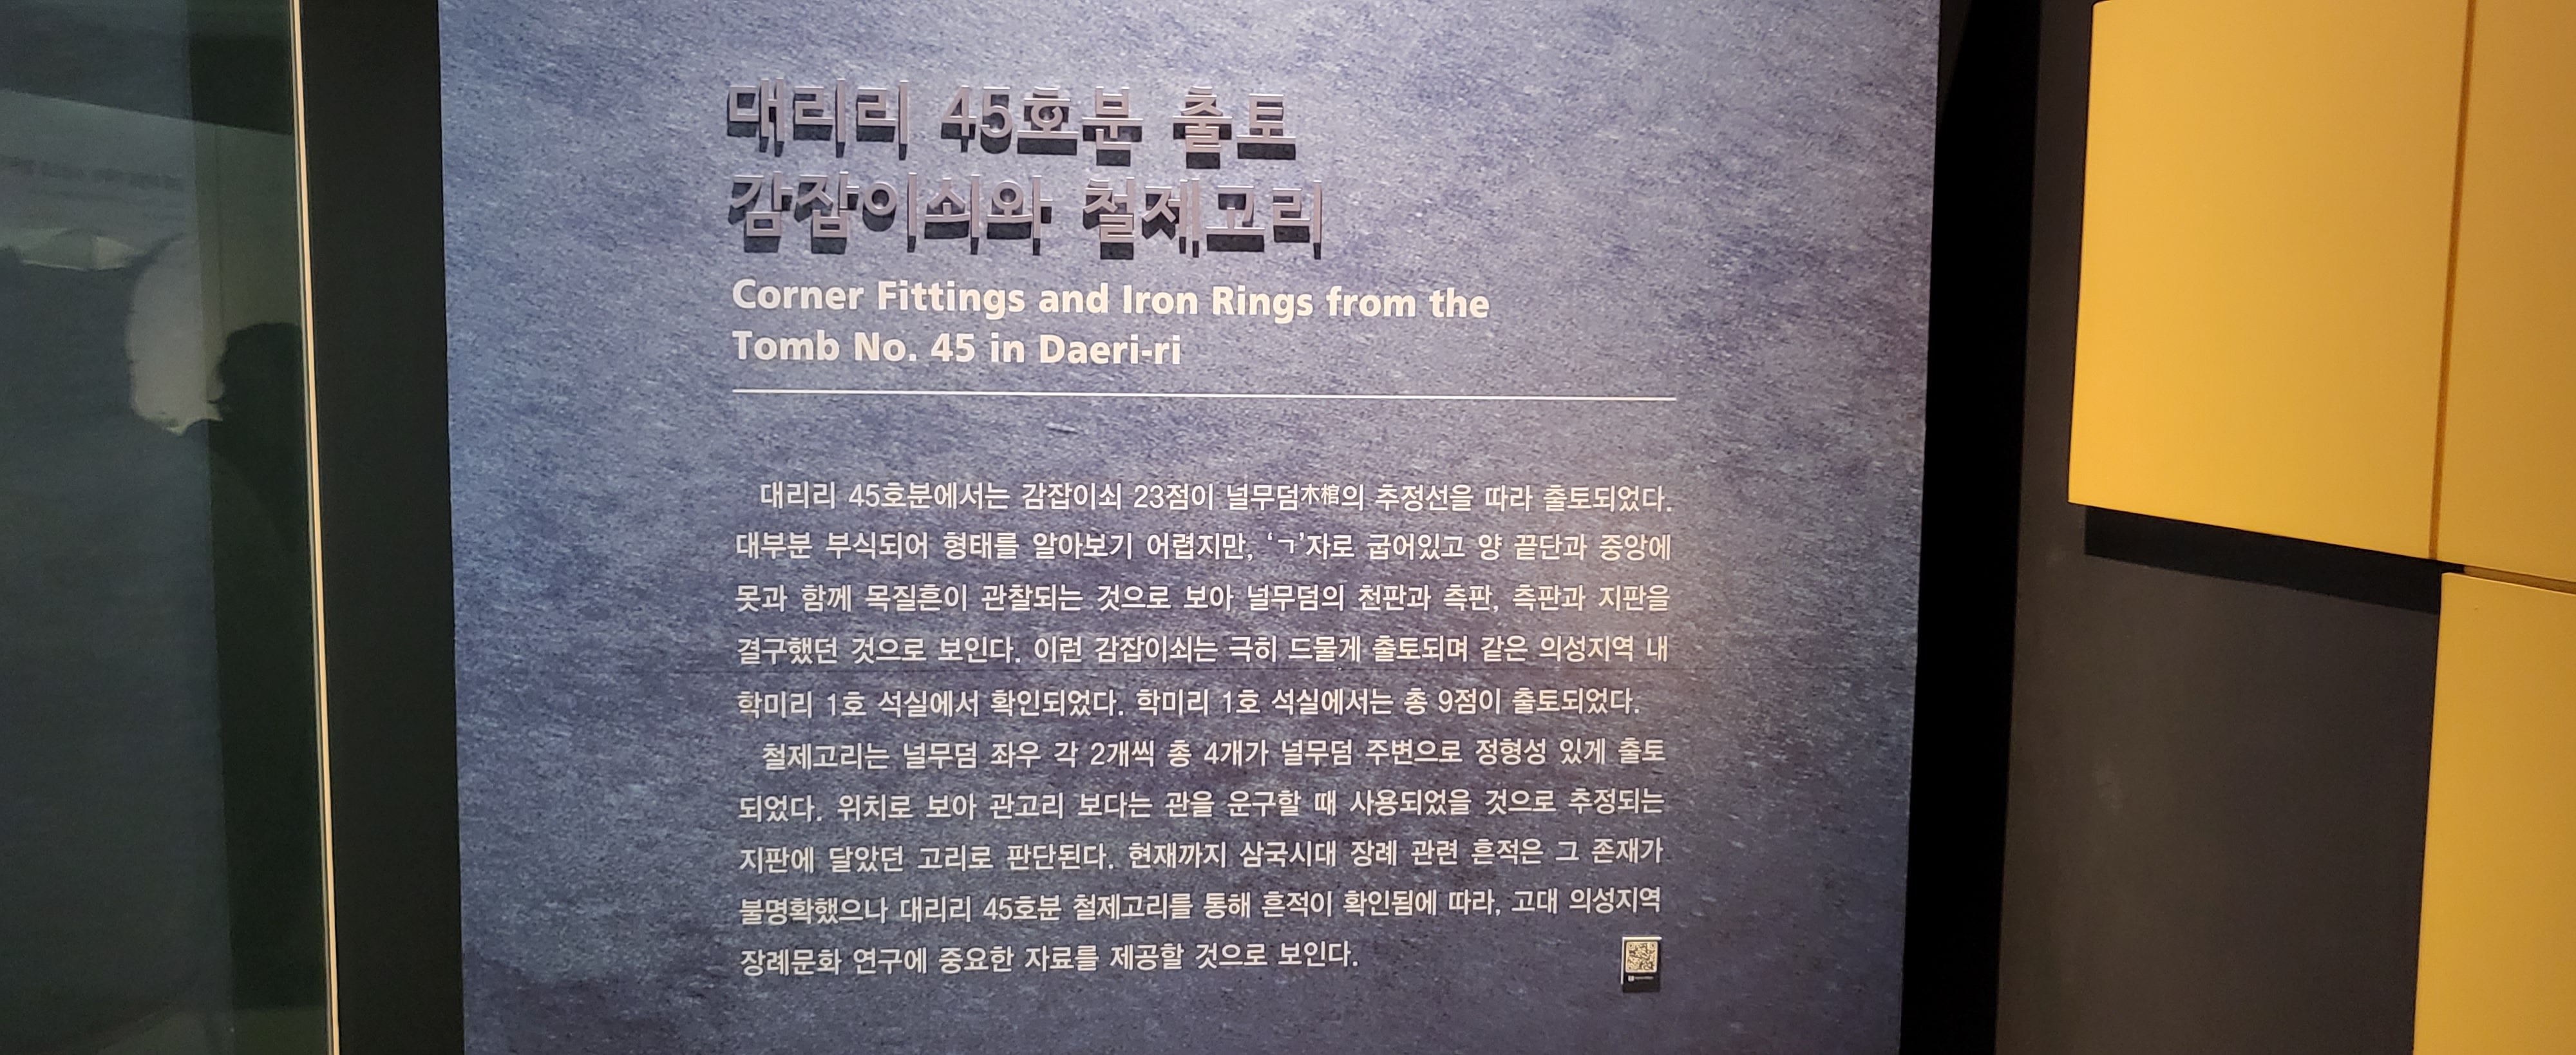 대리리 45호분 출토
감잡이쇠와 철제고리
Corner Fittings and Iron Rings from the
Tomb No. 45 in Daeri-ri
대리리 45호분에서는 감잡이쇠 23점이 널무덤木棺의 추정선을 따라 출토되었다.
대부분 부식되어 형태를 알아보기 어렵지만, ‘ㄱ’자로 굽어있고 양 끝단과 중앙에
못과 함께 목질흔이 관찰되는 것으로 보아 널무덤의 천판과 측판, 측판과 지판을
결구했던 것으로 보인다. 이런 감잡이쇠는 극히 드물게 출토되며 같은 의성지역 내
학미리 1호 석실에서 확인되었다. 학미리 1호 석실에서는 총 9점이 출토되었다.
철제고리는 널무덤 좌우 각 2개씩 총 4개가 널무덤 주변으로 정형성 있게 출토
되었다. 위치로 보아 관고리 보다는 관을 운구할 때 사용되었을 것으로 추정되는
지판에 달았던 고리로 판단된다. 현재까지 삼국시대 장례 관련 흔적은 그 존재가
불명확했으나 대리리 45호분 철제고리를 통해 흔적이 확인됨에 따라, 고대 의성지역
장례문화 연구에 중요한 자료를 제공할 것으로 보인다.